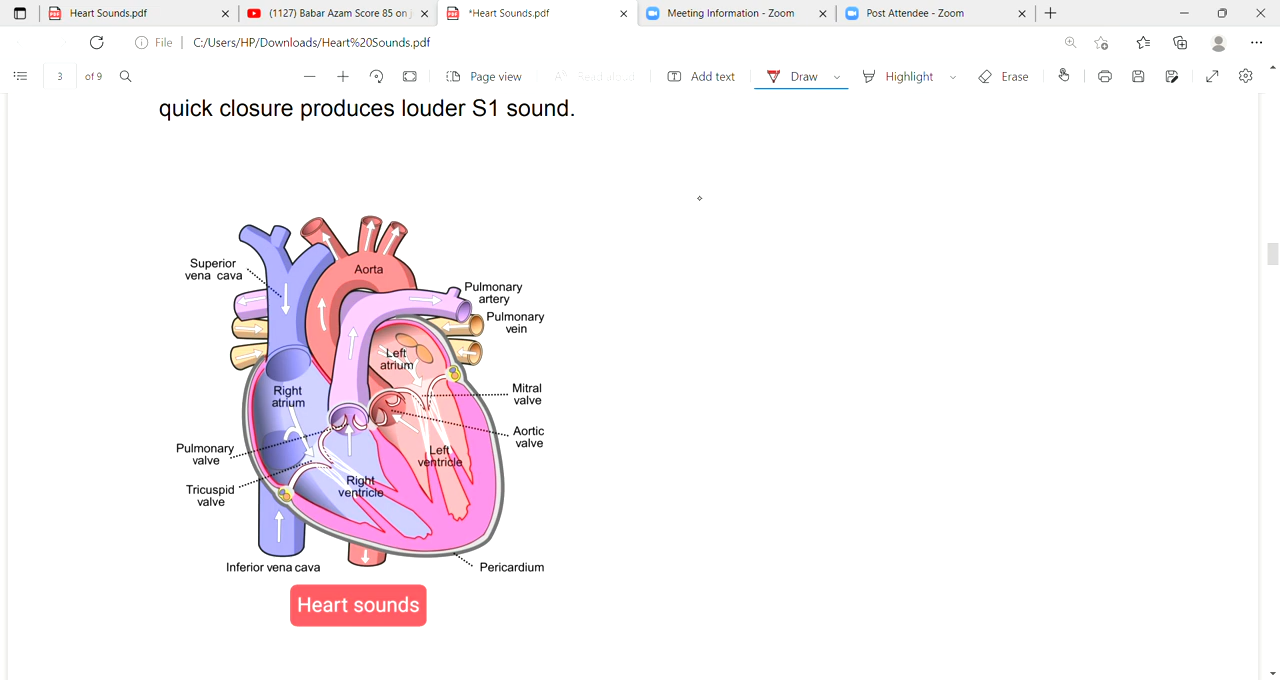 Heart Sounds.pdf
(1127) Babar Azam Score 85 on
*Heart Sounds.pdf
Meeting Information - Zoom
Post Attendee - Zoom
File
C:/Users/HP/Downloads/Heart%20Sounds.pdf
3 of 9
Page view
Read aloud
Add text
Draw
Highlight
Erase
quick closure produces louder S1 sound.
Superior
vena cava
Aorta
Pulmonary
artery
Pulmonary
vein
Left
atrium
Right
atrium
Mitral
valve
Aortic
valve
Pulmonary
valve
Left
ventricle
Tricuspid
valve
Right
ventricle
Inferior vena cava
Pericardium
Heart sounds